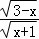 √(3-x)
√(x+1)